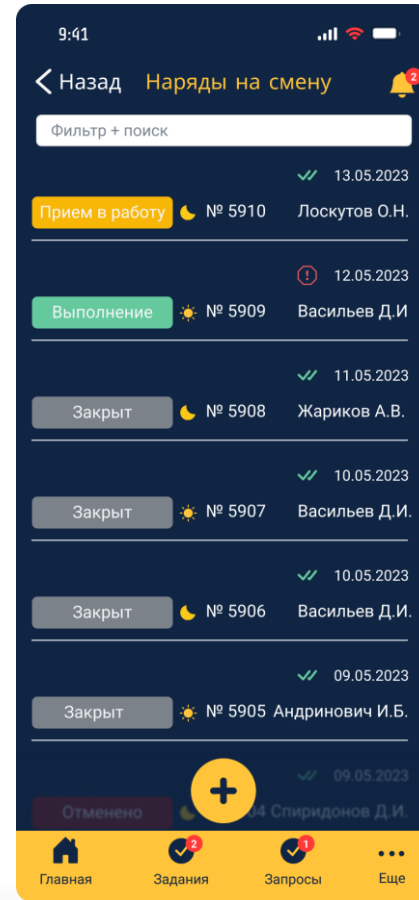 9:41
Назад Наряды на смену 2
Фильтр + поиск
13.05.2023
Прием в работу № 5910 Лоскутов О.Н.
12.05.2023
Выполнение № 5909 Васильев Д.И
11.05.2023
Закрыт № 5908 Жариков А.В.
10.05.2023
Закрыт № 5907 Васильев Д.И.
10.05.2023
Закрыт № 5906 Васильев Д.И.
09.05.2023
Закрыт № 5905 Андринович И.Б.
09.05.2023
Отменено 04 Спиридонов Д.И.
2 1
Главная Задания Запросы Еще